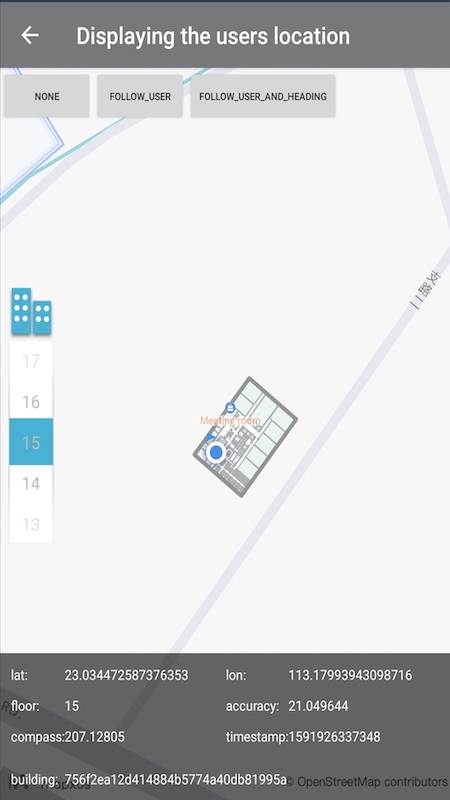 Displaying the users location
NONE
FOLLOW_USER
FOLLOW_USER_AND_HEADING
17
16
15
14
13
Meeting room
lat: 23.034472587376353
lon: 113.17993943098716
floor: 15
accuracy: 21.049644
compass:207.12805
timestamp:1591926337348
building: 756f2ea12d414884b5774a40db81995a
© OpenStreetMap contributors